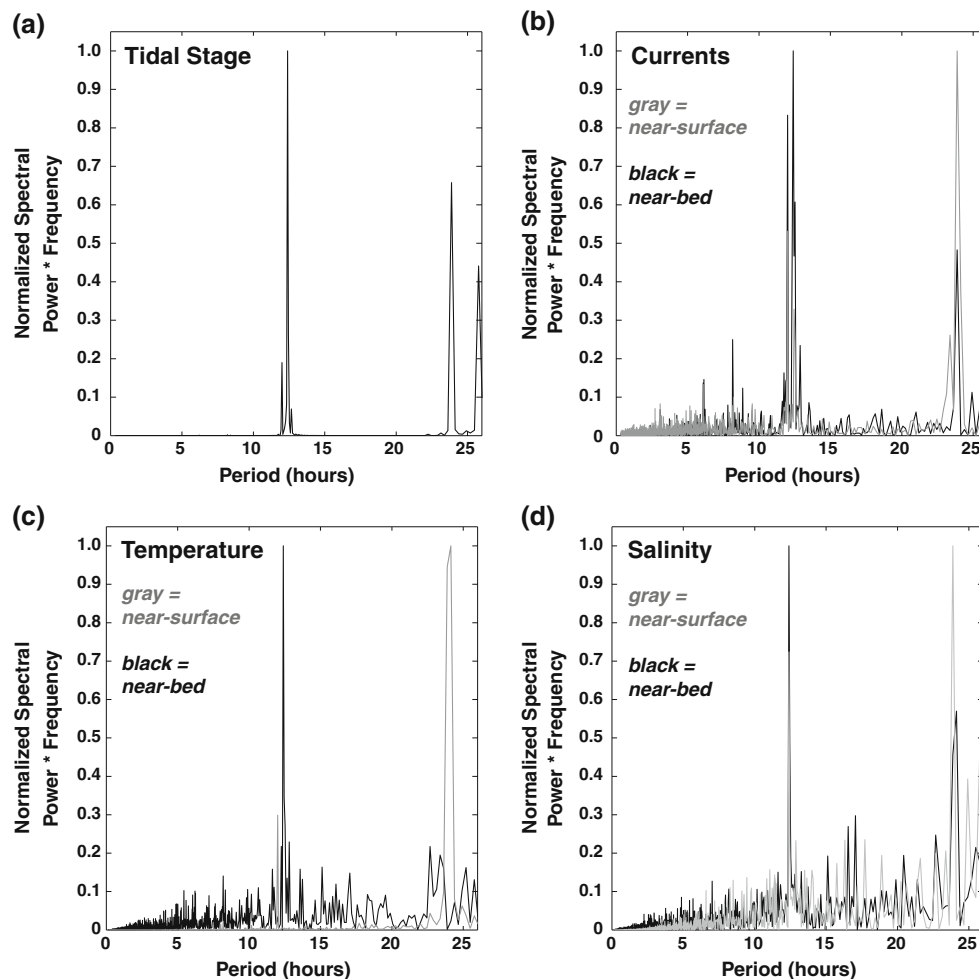 (a)
Tidal Stage
Normalized Spectral
Power * Frequency
1.0
0.9
0.8
0.7
0.6
0.5
0.4
0.3
0.2
0.1
0
0 5 10 15 20 25
Period (hours)
(b)
Currents
gray =
near-surface
black =
near-bed
Normalized Spectral
Power * Frequency
1.0
0.9
0.8
0.7
0.6
0.5
0.4
0.3
0.2
0.1
0
0 5 10 15 20 25
Period (hours)
(c)
Temperature
gray =
near-surface
black =
near-bed
Normalized Spectral
Power * Frequency
1.0
0.9
0.8
0.7
0.6
0.5
0.4
0.3
0.2
0.1
0
0 5 10 15 20 25
Period (hours)
(d)
Salinity
gray =
near-surface
black =
near-bed
Normalized Spectral
Power * Frequency
1.0
0.9
0.8
0.7
0.6
0.5
0.4
0.3
0.2
0.1
0
0 5 10 15 20 25
Period (hours)